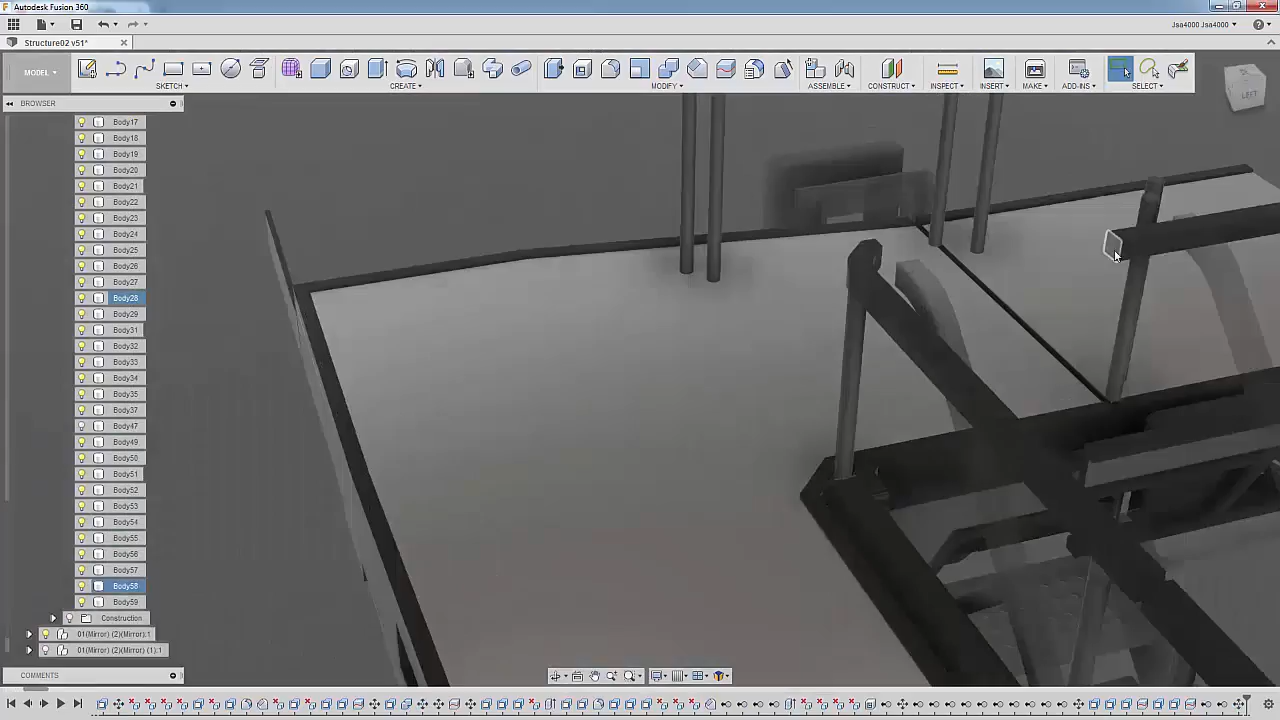 Autodesk Fusion 360
Jsa4000 Jsa4000
Structure02 v51*
MODEL
SKETCH
CREATE
MODIFY
ASSEMBLE
CONSTRUCT
INSPECT
INSERT
MAKE
ADD-INS
SELECT
BROWSER
LEFT
Body17
Body18
Body19
Body20
Body21
Body22
Body23
Body24
Body25
Body26
Body27
Body28
Body29
Body31
Body32
Body33
Body34
Body35
Body37
Body47
Body49
Body50
Body51
Body52
Body53
Body54
Body55
Body56
Body57
Body58
Body59
Construction
01(Mirror) (2)(Mirror):1
01(Mirror) (2)(Mirror) (1):1
COMMENTS